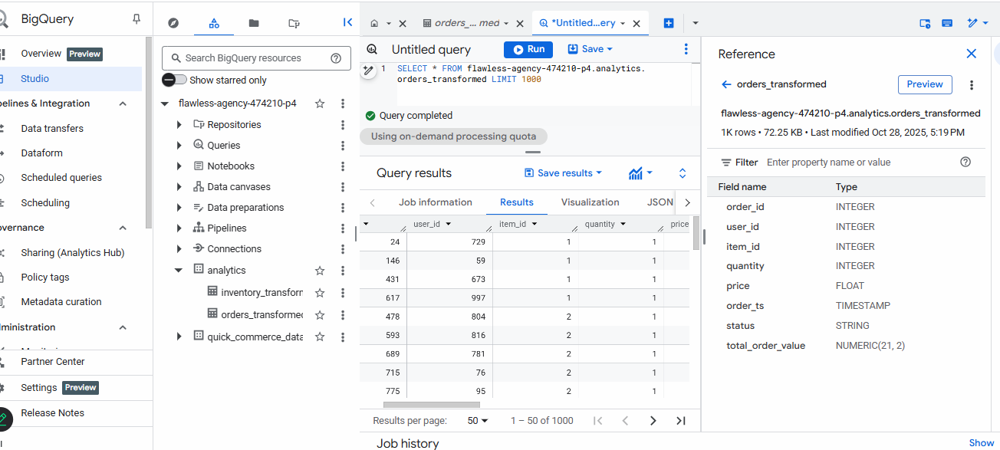 BigQuery
Overview Preview
Studio
pelines & Integration
Data transfers
Dataform
Scheduled queries
Scheduling
overnance
Sharing (Analytics Hub)
Policy tags
Metadata curation
ministration
Partner Center
Settings Preview
Release Notes
Search BigQuery resources
Show starred only
flawless-agency-474210-p4
Repositories
Queries
Notebooks
Data canvases
Data preparations
Pipelines
Connections
analytics
inventory_transforn
orders_transformed
quick_commerce_data
orders_... med
*Untitled...ery
Untitled query Run Save
1 SELECT * FROM flawless-agency-474210-p4.analytics.
orders_transformed LIMIT 1000
Query completed
Using on-demand processing quota
Query results Save results
Job information Results Visualization JSON
user_id item_id quantity price
24 729 1 1
146 59 1 1
431 673 1 1
617 997 1 1
478 804 2 1
593 816 2 1
689 781 2 1
715 76 2 1
775 95 2 1
Results per page: 50 1 – 50 of 1000
Job history
Reference
orders_transformed Preview
flawless-agency-474210-p4.analytics.orders_transformed
1K rows • 72.25 KB • Last modified Oct 28, 2025, 5:19 PM
Filter Enter property name or value
Field name Type
order_id INTEGER
user_id INTEGER
item_id INTEGER
quantity INTEGER
price FLOAT
order_ts TIMESTAMP
status STRING
total_order_value NUMERIC(21, 2)
Show